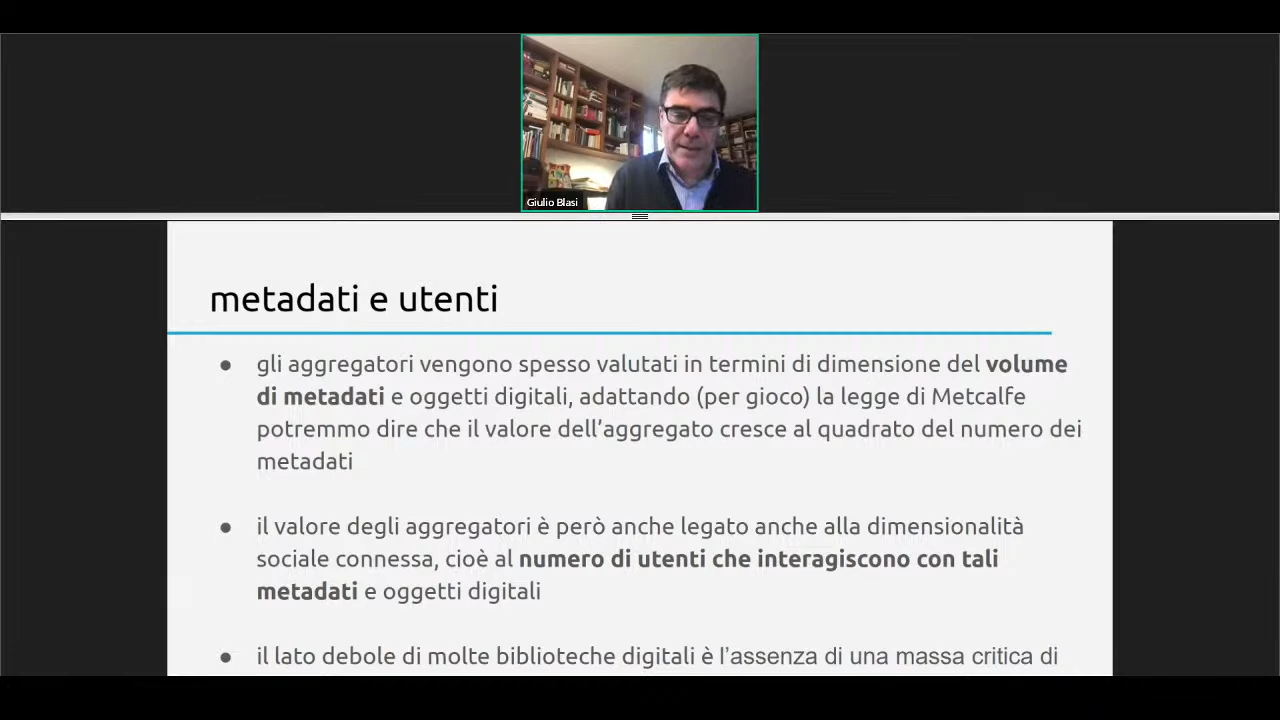 Giulio Blasi
metadati e utenti
● gli aggregatori vengono spesso valutati in termini di dimensione del volume
di metadati e oggetti digitali, adattando (per gioco) la legge di Metcalfe
potremmo dire che il valore dell’aggregato cresce al quadrato del numero dei
metadati
● il valore degli aggregatori è però anche legato anche alla dimensionalità
sociale connessa, cioè al numero di utenti che interagiscono con tali
metadati e oggetti digitali
● il lato debole di molte biblioteche digitali è l’assenza di una massa critica di